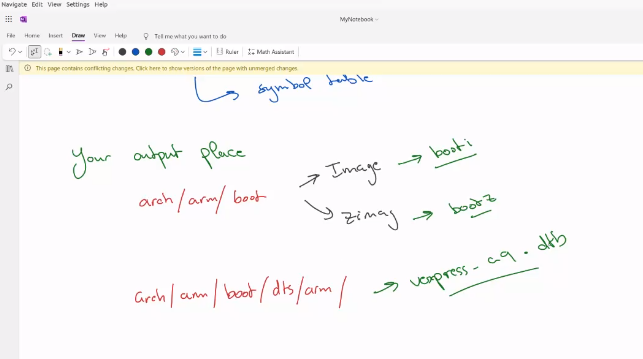 Navigate Edit View Settings Help
MyNotebook
File Home Insert Draw View Help Tell me what you want to do
Ruler Math Assistant
This page contains conflicting changes. Click here to show versions of the page with unmerged changes.
symbol table
Your output place
Image → booti
arch/arm/boot
Zimag → bootz
arch/arm/boot/dts/arm/ → vexpress-a9.dtb